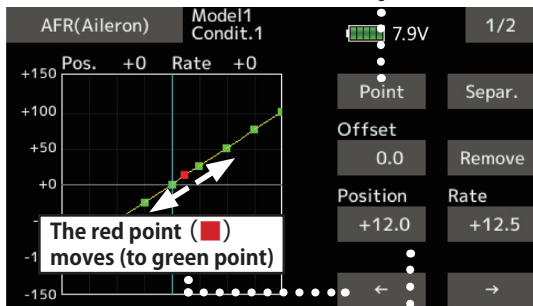 AFR(Aileron)
Model1
Condit.1
7.9V
1/2
Pos. +0 Rate +0
+150
+100
+50
+0
-1
-150
Point
Separ.
Offset
0.0
Remove
Position
Rate
+12.0
+12.5
←
→
The red point (■)
moves (to green point)